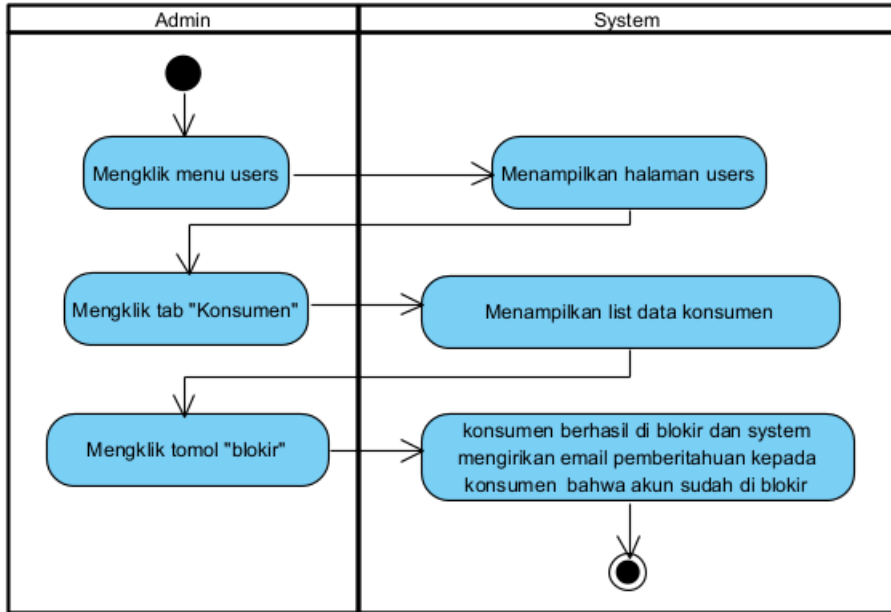 Admin
System
Mengklik menu users
Menampilkan halaman users
Mengklik tab "Konsumen"
Menampilkan list data konsumen
Mengklik tomol "blokir"
konsumen berhasil di blokir dan system
mengirikan email pemberitahuan kepada
konsumen bahwa akun sudah di blokir